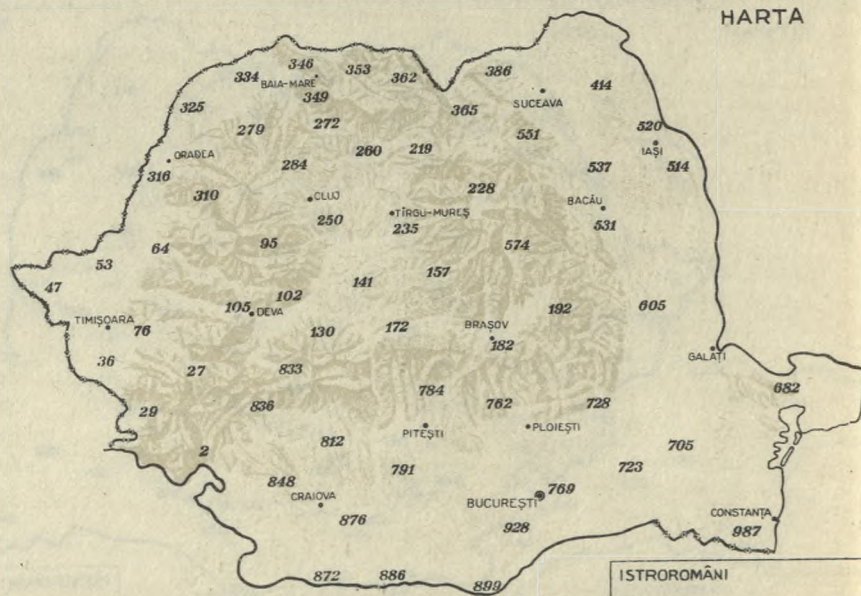 HARTA
346 353 362 386
334 BAIA-MARE 414
349 365 SUCEAVA
325
279 272 551 520
ORADEA 260 219 IAȘI
316 284 537 514
310 CLUJ 228 BACĂU
250 TÎRGU-MUREȘ 531
235
64 95 574
53 157
47 102 141
105 DEVA 192 605
TIMIȘOARA 76 130 172 BRAȘOV
182 GALAȚI
36 27 833
784 682
29 836 762 728
PITEȘTI PLOIEȘTI
2 812 705
791 723
848 769
CRAIOVA BUCUREȘTI
876 928 CONSTANȚA
987
872 886 899
ISTROROMÂNI